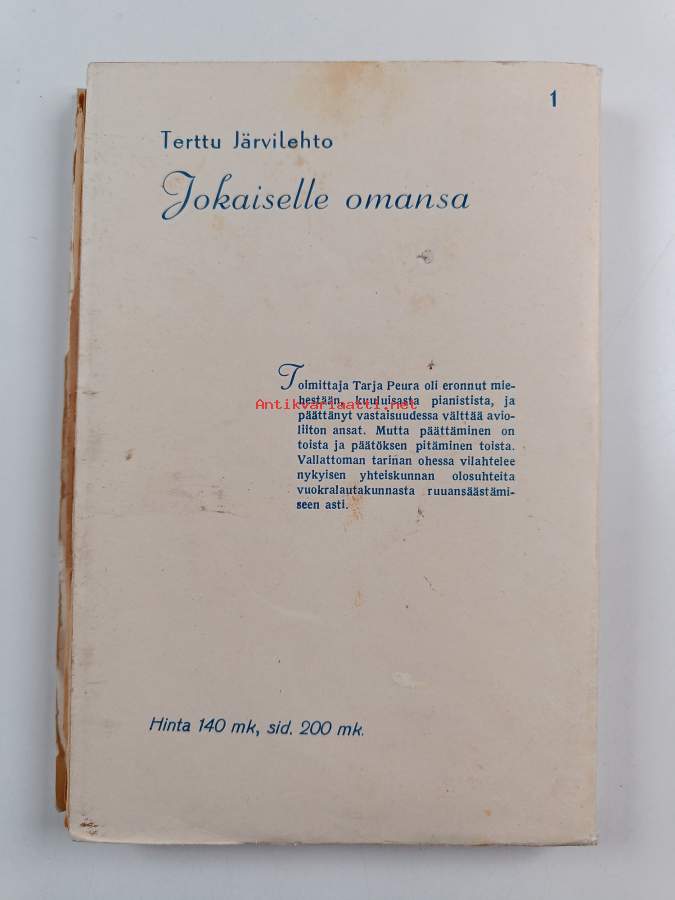 1
Terttu Järvilehto
Jokaiselle omansa
Toimittaja Tarja Peura oli eronnut mie-
hestään, kuuluisasta pianistista, ja
Antikvariaatti.net
päättänyt vastaisuudessa välttää avio-
liiton ansat. Mutta päättäminen on
toista ja päätöksen pitäminen toista.
Vallattoman tarinan ohessa vilahtelee
nykyisen yhteiskunnan olosuhteita
vuokralautakunnasta ruuansäästämi-
seen asti.
Hinta 140 mk, sid. 200 mk.